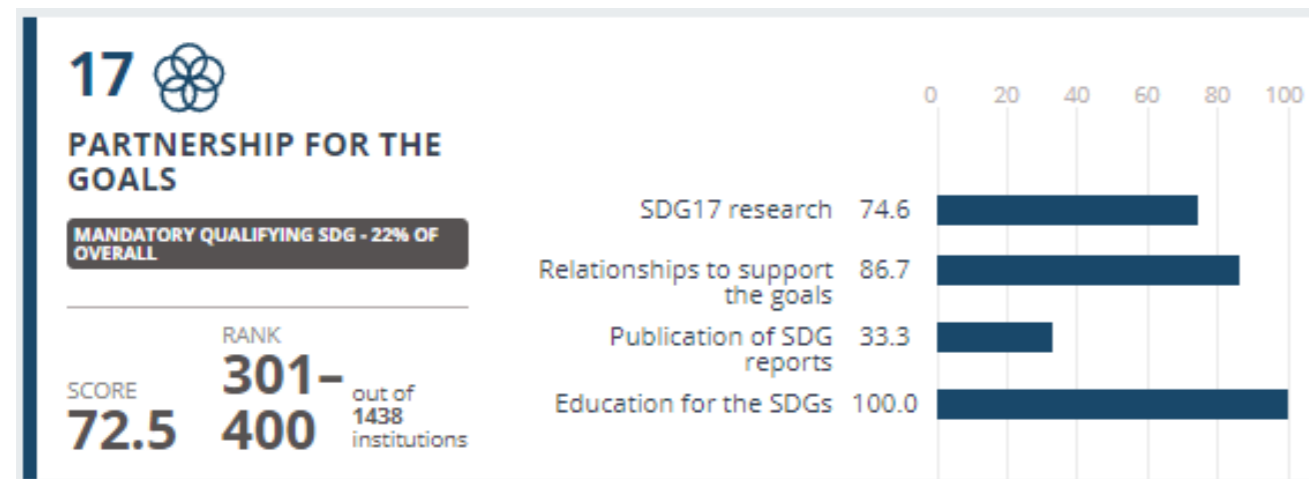 17
PARTNERSHIP FOR THE
GOALS
MANDATORY QUALIFYING SDG - 22% OF
OVERALL
SCORE
72.5
RANK
301–
400
out of
1438
institutions
0 20 40 60 80 100
SDG17 research 74.6
Relationships to support 86.7
the goals
Publication of SDG 33.3
reports
Education for the SDGs 100.0